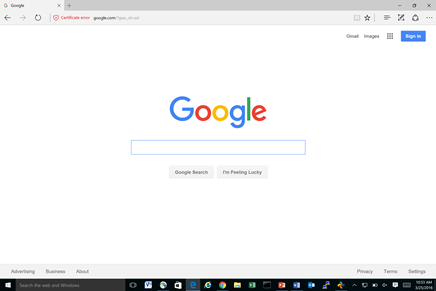 Google
Certificate error google.com/?gws_rd=ssl
Gmail Images Sign in
Google
Google Search I'm Feeling Lucky
Advertising Business About Privacy Terms Settings
Search the web and Windows
10:55 AM
3/25/2016